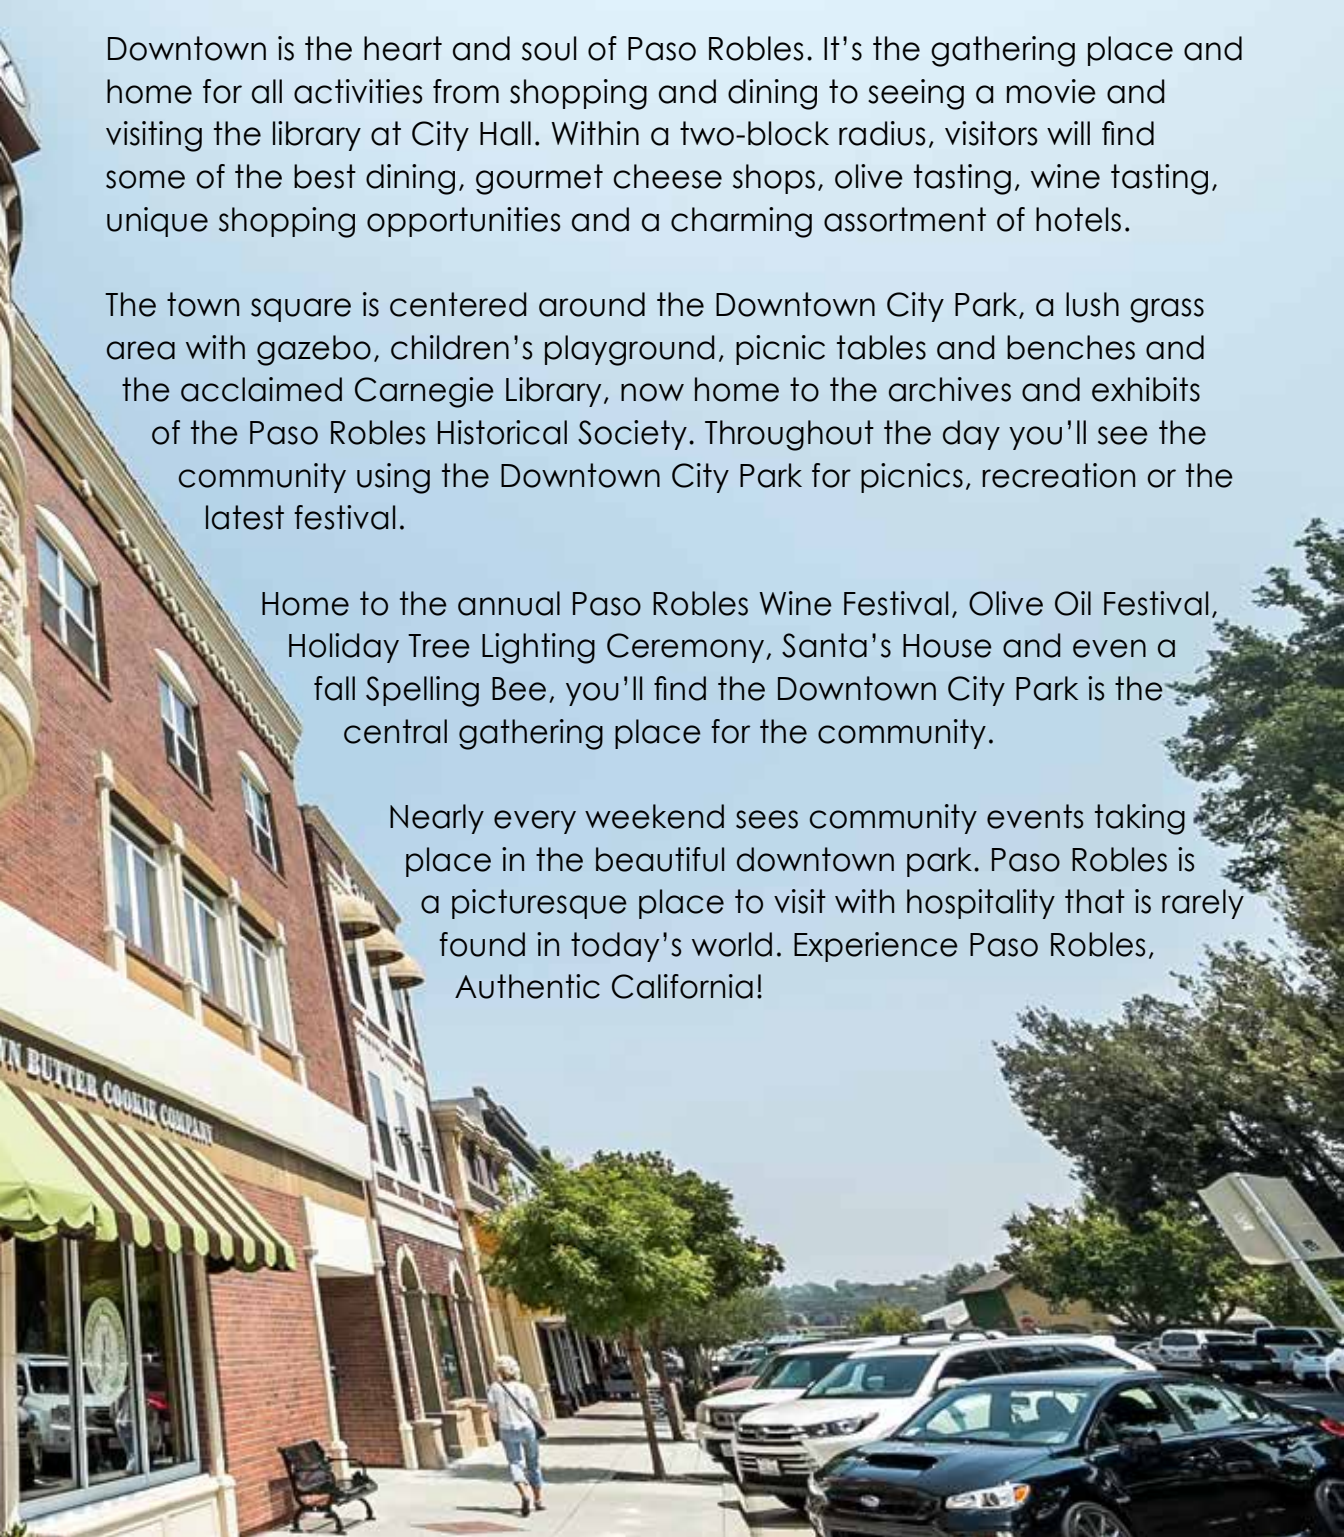 Downtown is the heart and soul of Paso Robles. It’s the gathering place and
home for all activities from shopping and dining to seeing a movie and
visiting the library at City Hall. Within a two-block radius, visitors will find
some of the best dining, gourmet cheese shops, olive tasting, wine tasting,
unique shopping opportunities and a charming assortment of hotels.
The town square is centered around the Downtown City Park, a lush grass
area with gazebo, children’s playground, picnic tables and benches and
the acclaimed Carnegie Library, now home to the archives and exhibits
of the Paso Robles Historical Society. Throughout the day you’ll see the
community using the Downtown City Park for picnics, recreation or the
latest festival.
Home to the annual Paso Robles Wine Festival, Olive Oil Festival,
Holiday Tree Lighting Ceremony, Santa’s House and even a
fall Spelling Bee, you’ll find the Downtown City Park is the
central gathering place for the community.
Nearly every weekend sees community events taking
place in the beautiful downtown park. Paso Robles is
a picturesque place to visit with hospitality that is rarely
found in today’s world. Experience Paso Robles,
Authentic California!
WN BUTTER COOKIE COMPANY